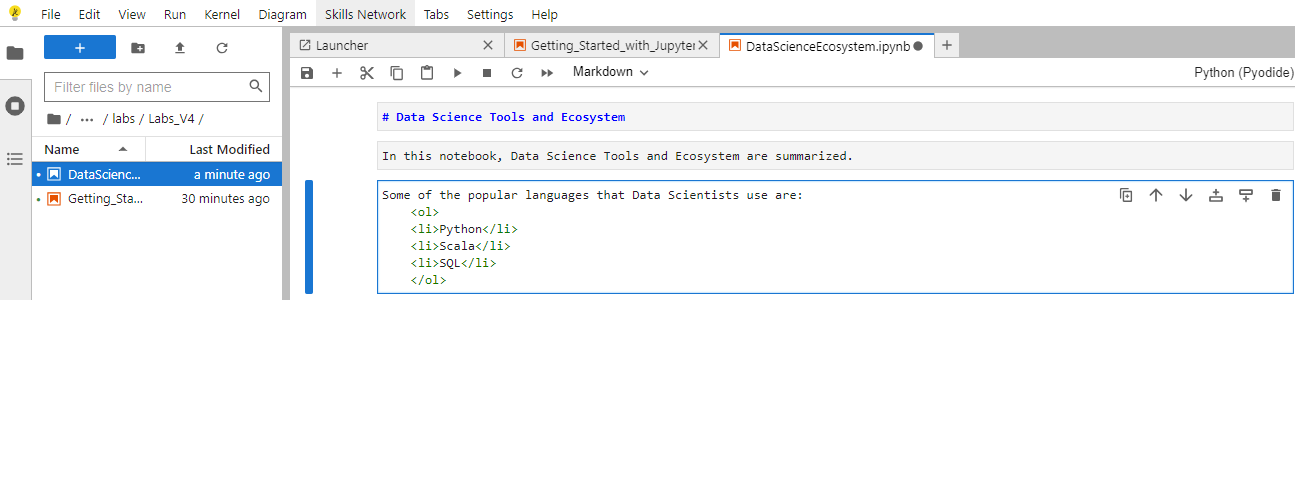 File Edit View Run Kernel Diagram Skills Network Tabs Settings Help
Launcher Getting_Started_with_Jupyter DataScienceEcosystem.ipynb
Markdown Python (Pyodide)
Filter files by name
/ ... / labs / Labs_V4 /
Name Last Modified
DataScienc... a minute ago
Getting_Sta... 30 minutes ago
# Data Science Tools and Ecosystem
In this notebook, Data Science Tools and Ecosystem are summarized.
Some of the popular languages that Data Scientists use are:
<ol>
<li>Python</li>
<li>Scala</li>
<li>SQL</li>
</ol>